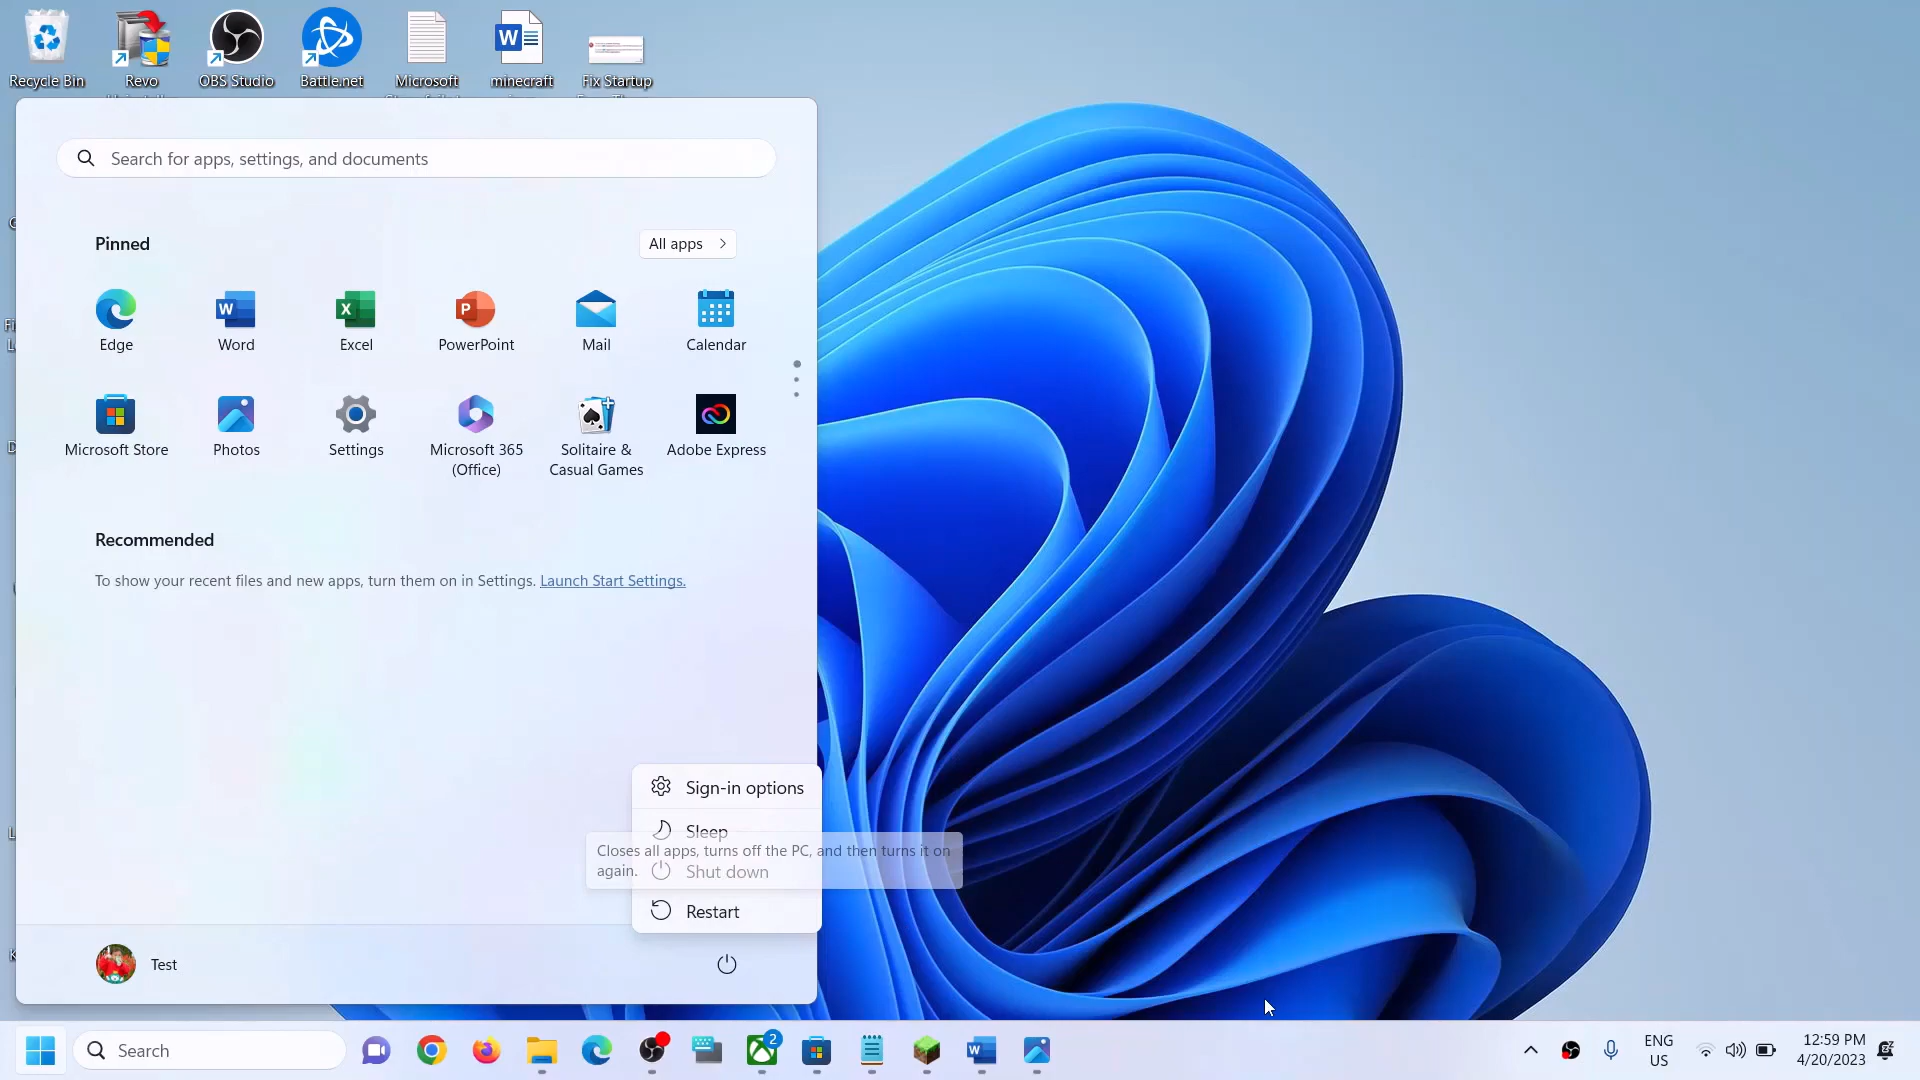 Recycle Bin
Revo
OBS Studio
Battle.net
Microsoft
minecraft
Fix Startup
Search for apps, settings, and documents
Pinned
All apps
Edge
Word
Excel
PowerPoint
Mail
Calendar
Microsoft Store
Photos
Settings
Microsoft 365
(Office)
Solitaire &
Casual Games
Adobe Express
Recommended
To show your recent files and new apps, turn them on in Settings. Launch Start Settings.
Sign-in options
Sleep
Closes all apps, turns off the PC, and then turns it on
again.
Shut down
Restart
Test
Search
2
ENG
US
12:59 PM
4/20/2023